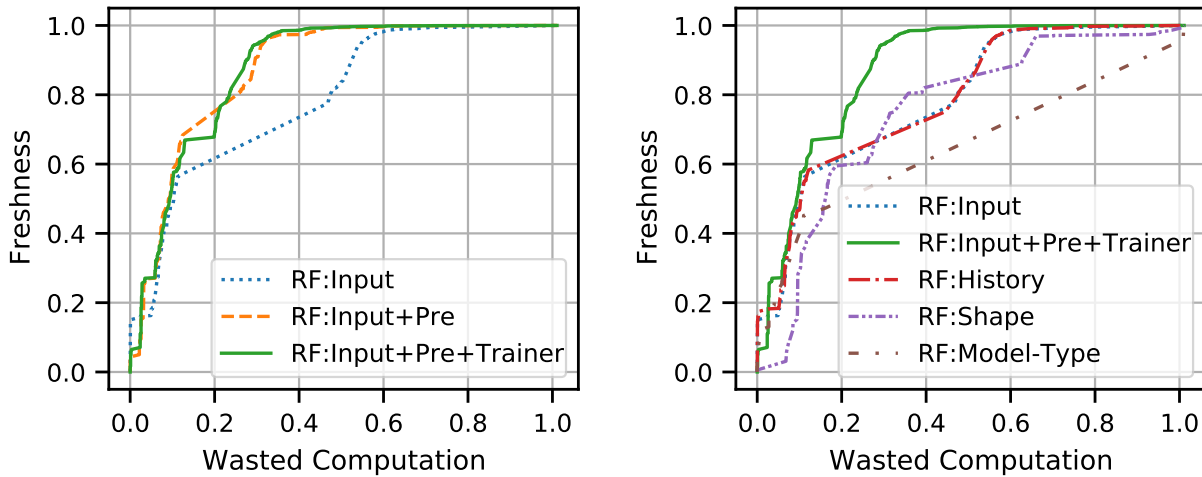 1.0
0.8
0.6
0.4
0.2
0.0
Freshness
RF:Input
RF:Input+Pre
RF:Input+Pre+Trainer
0.0 0.2 0.4 0.6 0.8 1.0
Wasted Computation
1.0
0.8
0.6
0.4
0.2
0.0
Freshness
RF:Input
RF:Input+Pre+Trainer
RF:History
RF:Shape
RF:Model-Type
0.0 0.2 0.4 0.6 0.8 1.0
Wasted Computation